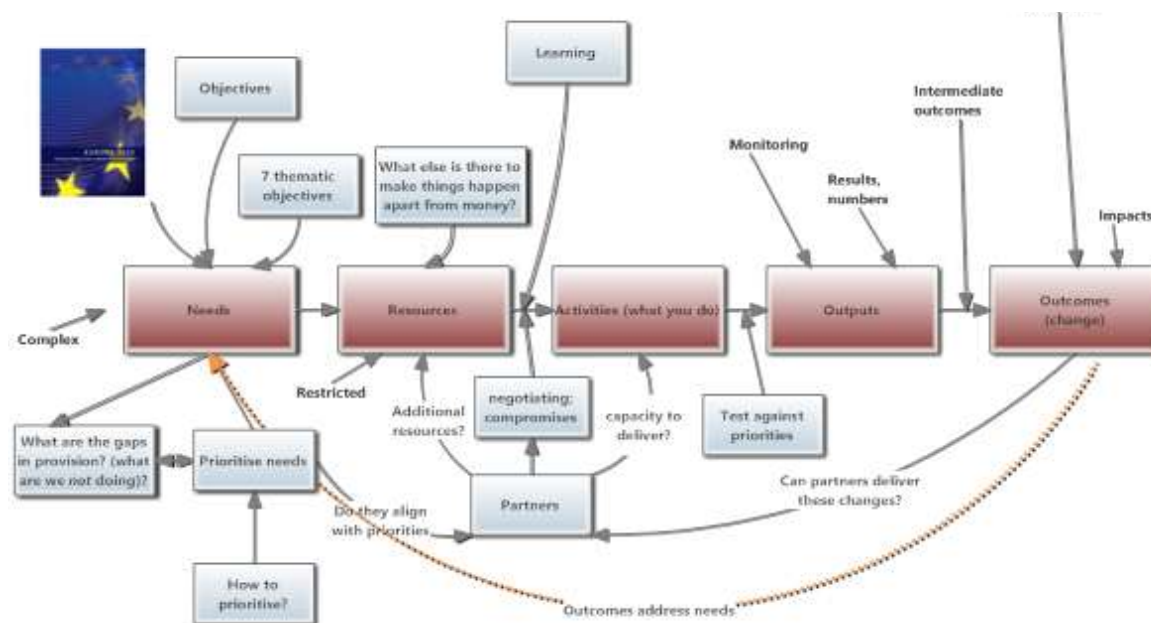 Learning
Objectives
Intermediate
outcomes
Monitoring
What else is there to
make things happen
apart from money?
7 thematic
objectives
Results,
numbers
Impacts
Needs
Resources
Activities (what you do)
Outputs
Outcomes
(change)
Complex
Restricted
Additional
resources?
negotiating;
compromises
capacity to
deliver?
Test against
priorities
What are the gaps
in provision? (what
are we not doing)?
Prioritise needs
Partners
Can partners deliver
these changes?
Do they align
with priorities
How to
prioritise?
Outcomes address needs